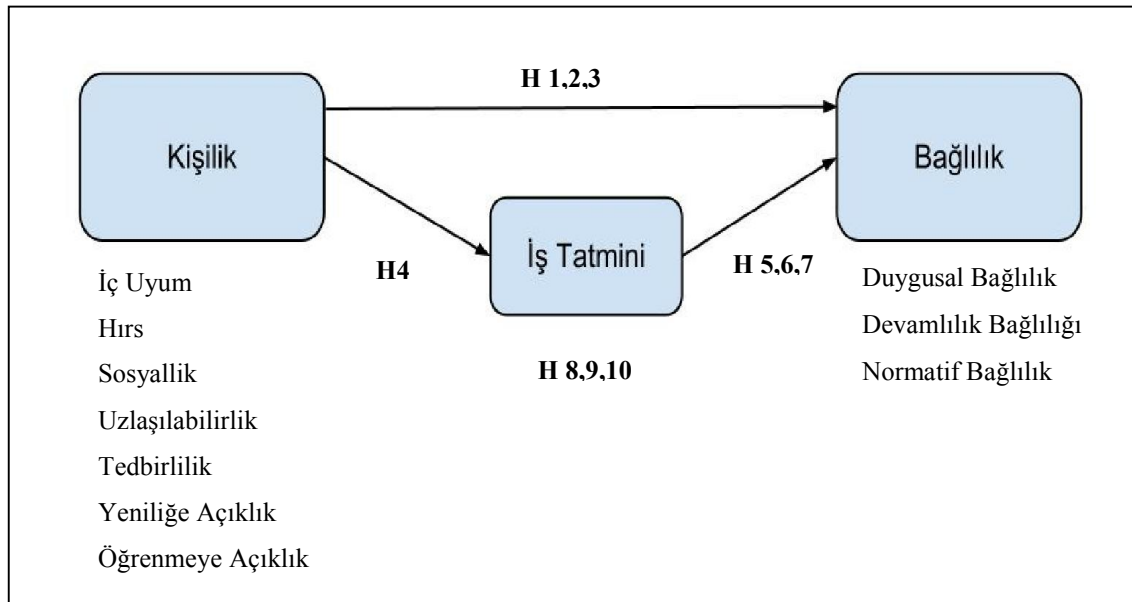 H 1,2,3
Kişilik
Bağlılık
İş Tatmini
H4
H 5,6,7
H 8,9,10
İç Uyum
Hırs
Sosyallik
Uzlaşılabilirlik
Tedbirlilik
Yeniliğe Açıklık
Öğrenmeye Açıklık
Duygusal Bağlılık
Devamlılık Bağlılığı
Normatif Bağlılık